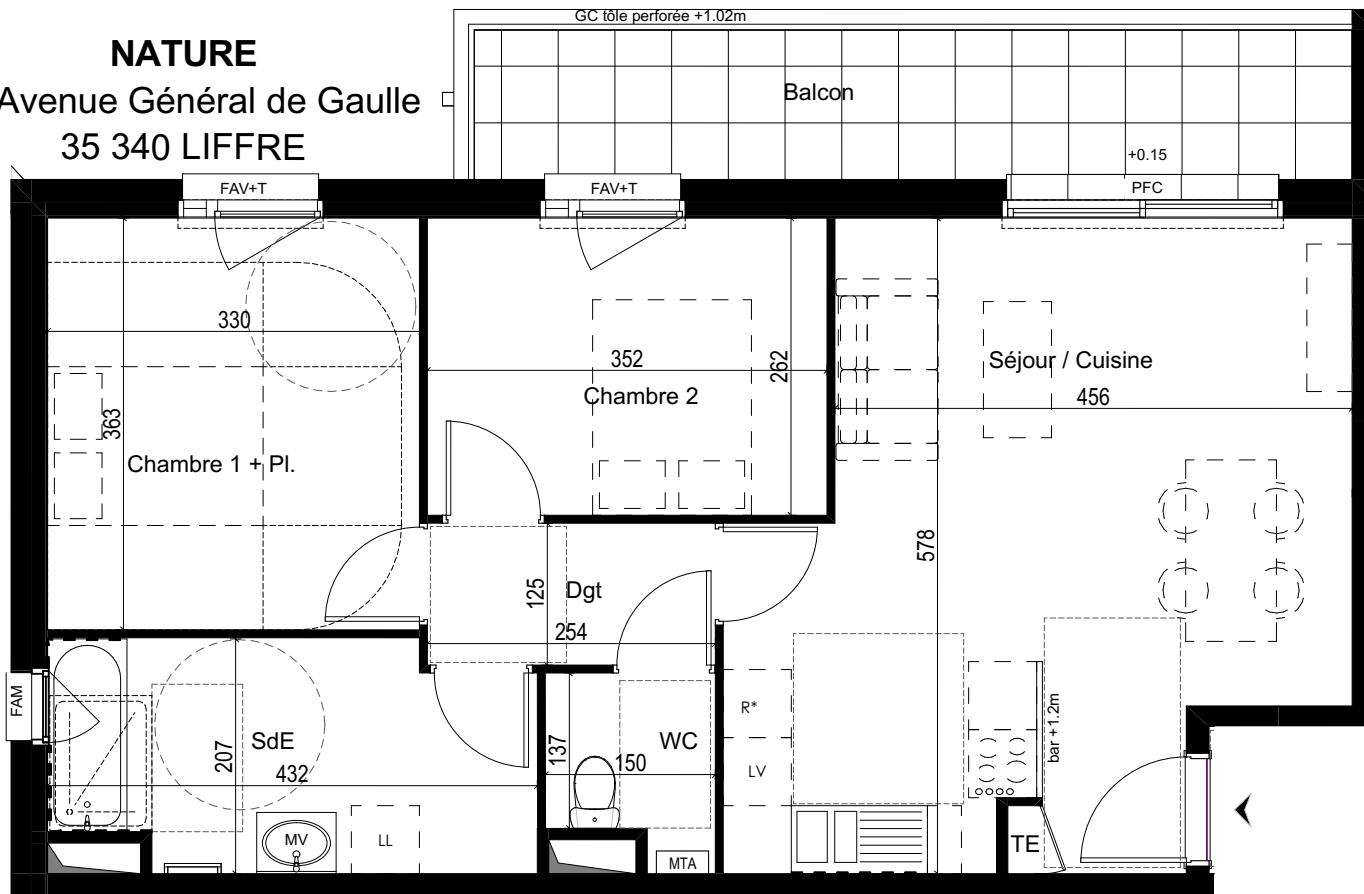 GC tôle perforée +1.02m
NATURE
Avenue Général de Gaulle
35 340 LIFFRE
Balcon
+0.15
FAV+T
FAV+T
PFC
330
352
262
Séjour / Cuisine
456
Chambre 2
363
Chambre 1 + Pl.
578
125
Dgt
254
FAM
R*
bar +1.2m
SdE
207
432
WC
137
150
LV
MV
LL
MTA
TE